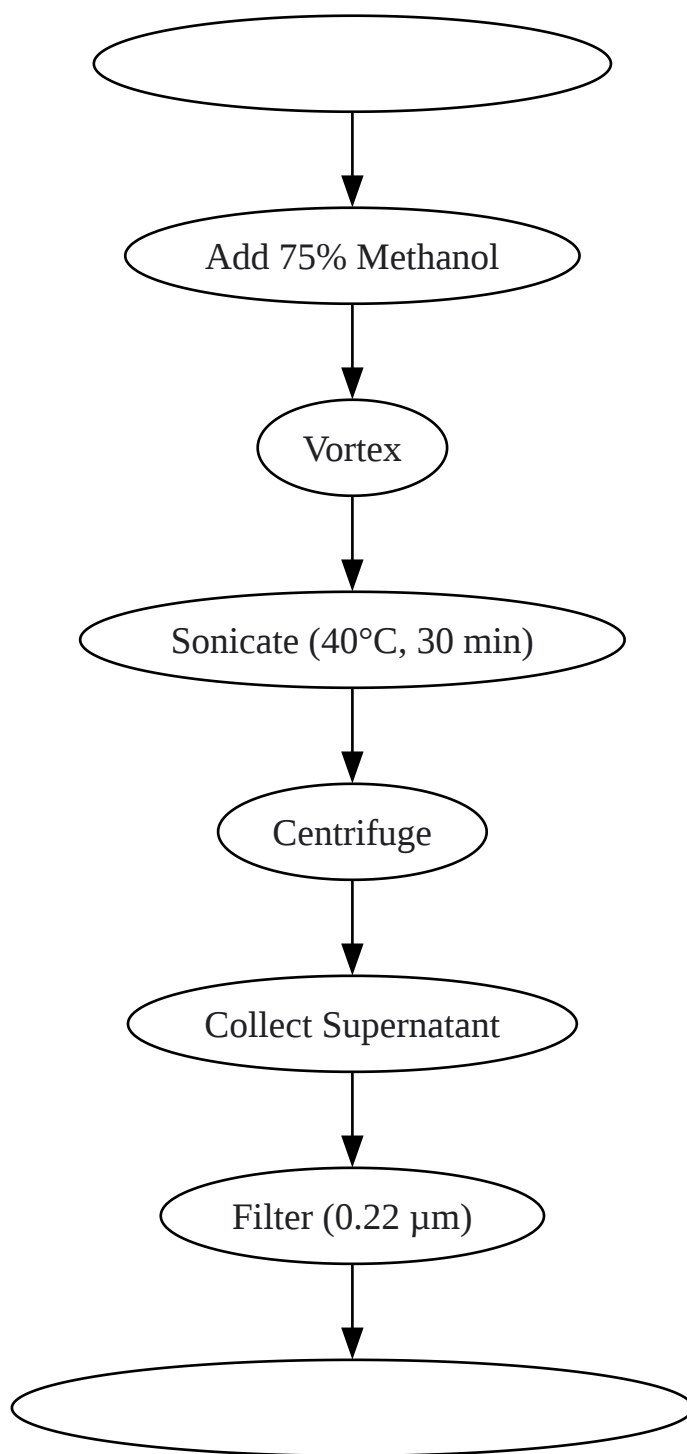 Add 75% Methanol
Vortex
Sonicate (40°C, 30 min)
Centrifuge
Collect Supernatant
Filter (0.22 µm)